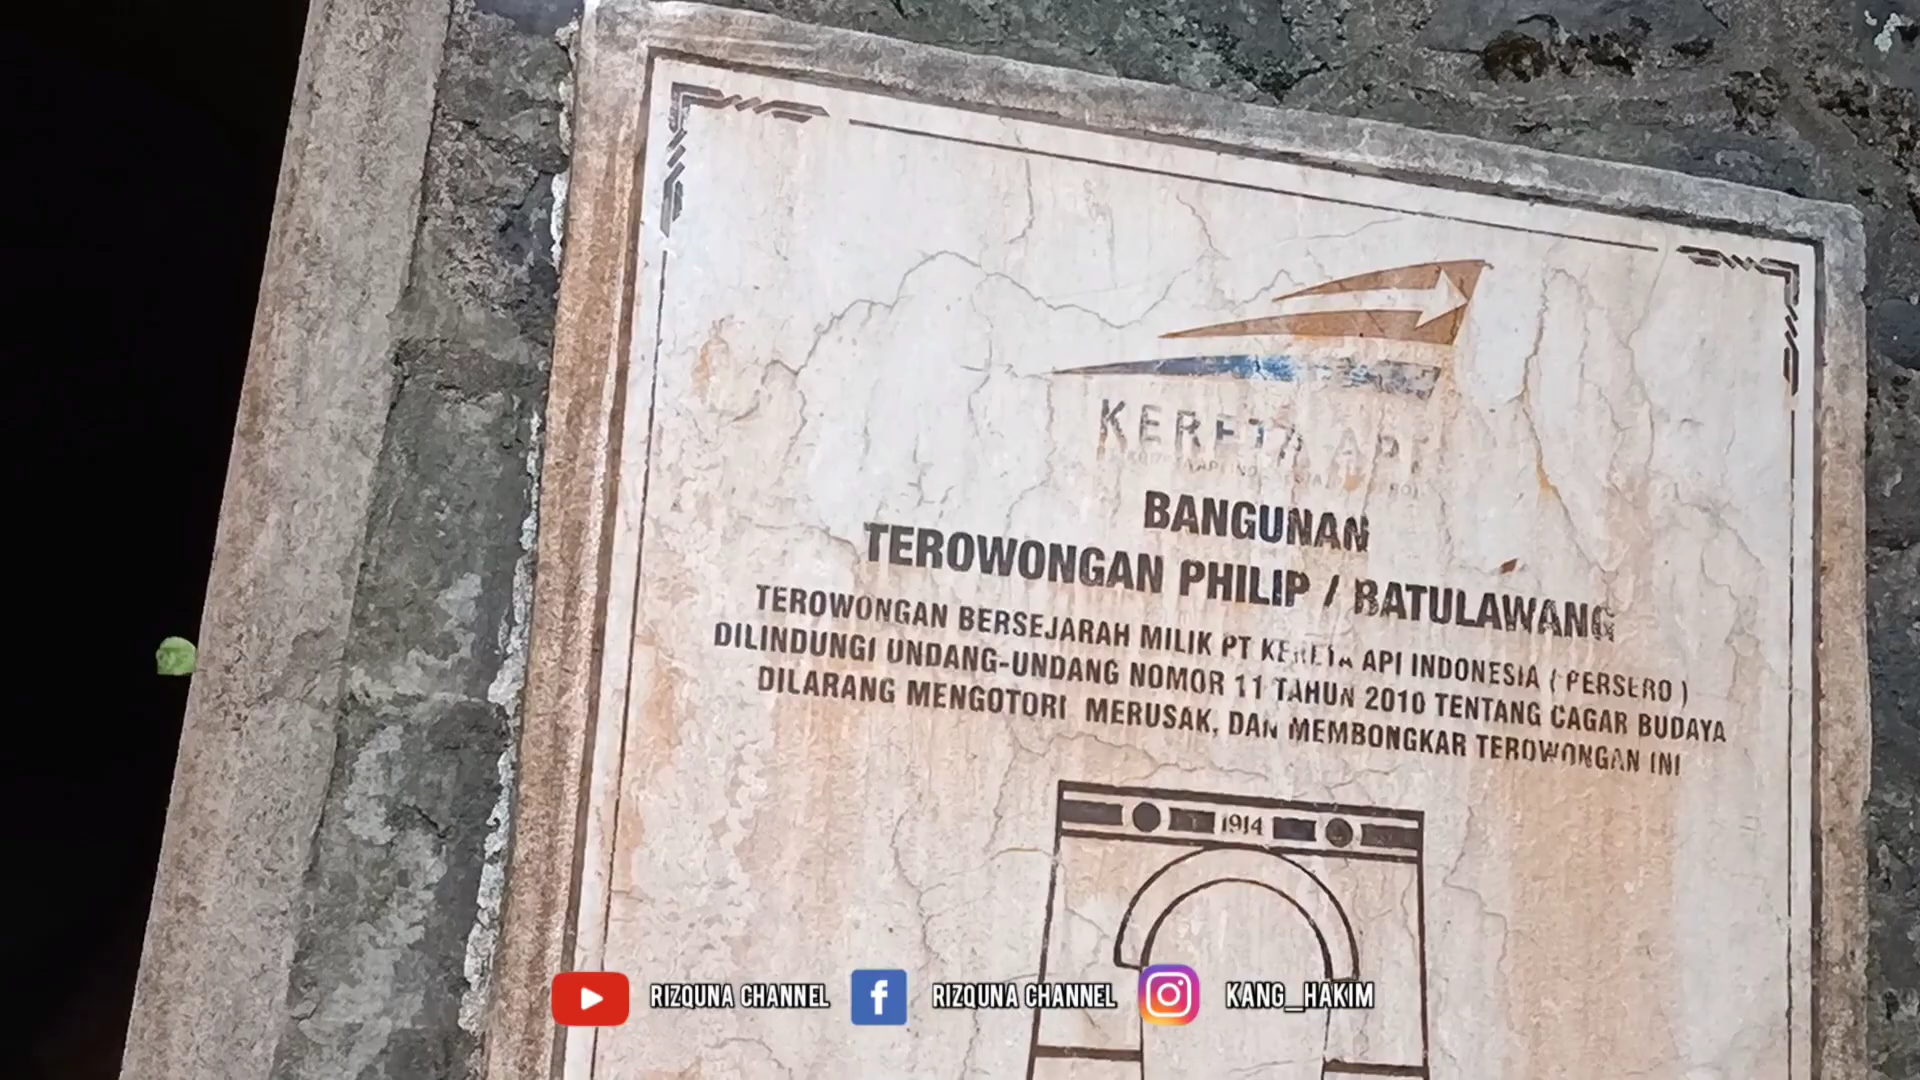 KERETA API
BANGUNAN
TEROWONGAN PHILIP / BATULAWANG
TEROWONGAN BERSEJARAH MILIK PT KERETA API INDONESIA ( PERSERO )
DILINDUNGI UNDANG-UNDANG NOMOR 11 TAHUN 2010 TENTANG CAGAR BUDAYA
DILARANG MENGOTORI MERUSAK, DAN MEMBONGKAR TEROWONGAN INI
1914
RIZQUNA CHANNEL RIZQUNA CHANNEL KANG_HAKIM